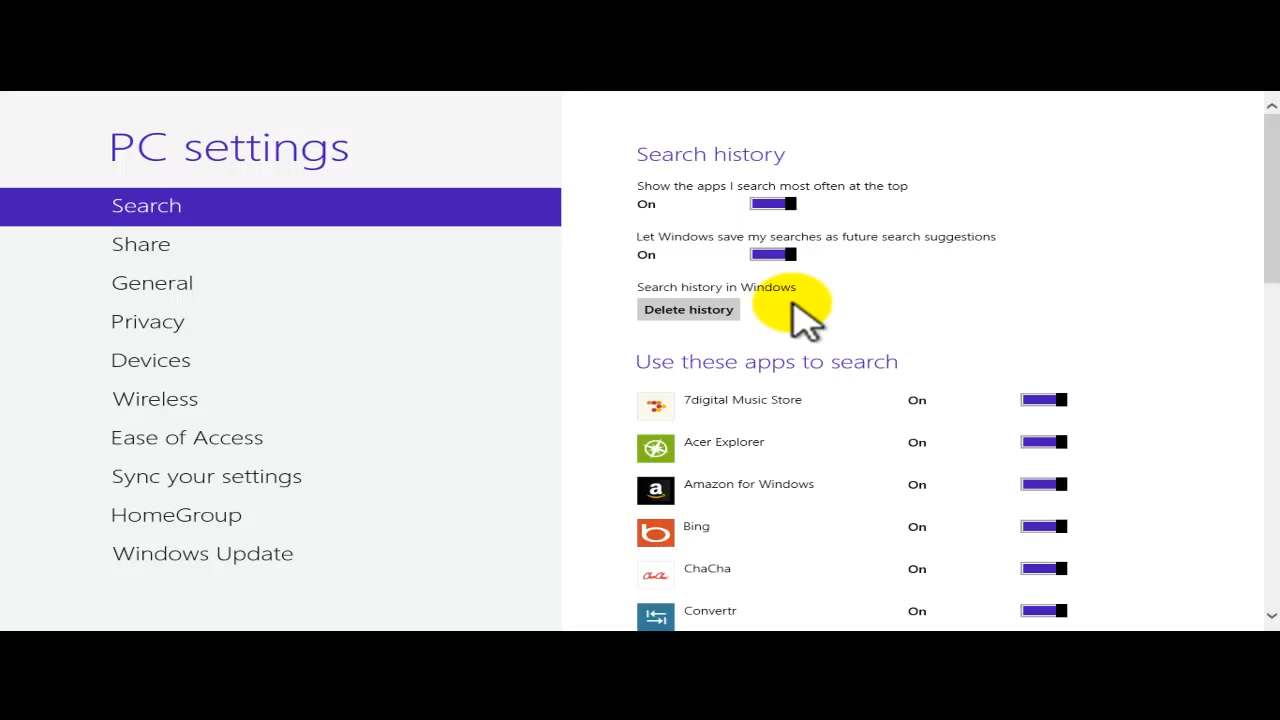 PC settings
Search
Share
General
Privacy
Devices
Wireless
Ease of Access
Sync your settings
HomeGroup
Windows Update
Search history
Show the apps I search most often at the top
On
Let Windows save my searches as future search suggestions
On
Search history in Windows
Delete history
Use these apps to search
7digital Music Store On
Acer Explorer On
a
Amazon for Windows On
b
Bing On
ChaCha
ChaCha On
Convertr On